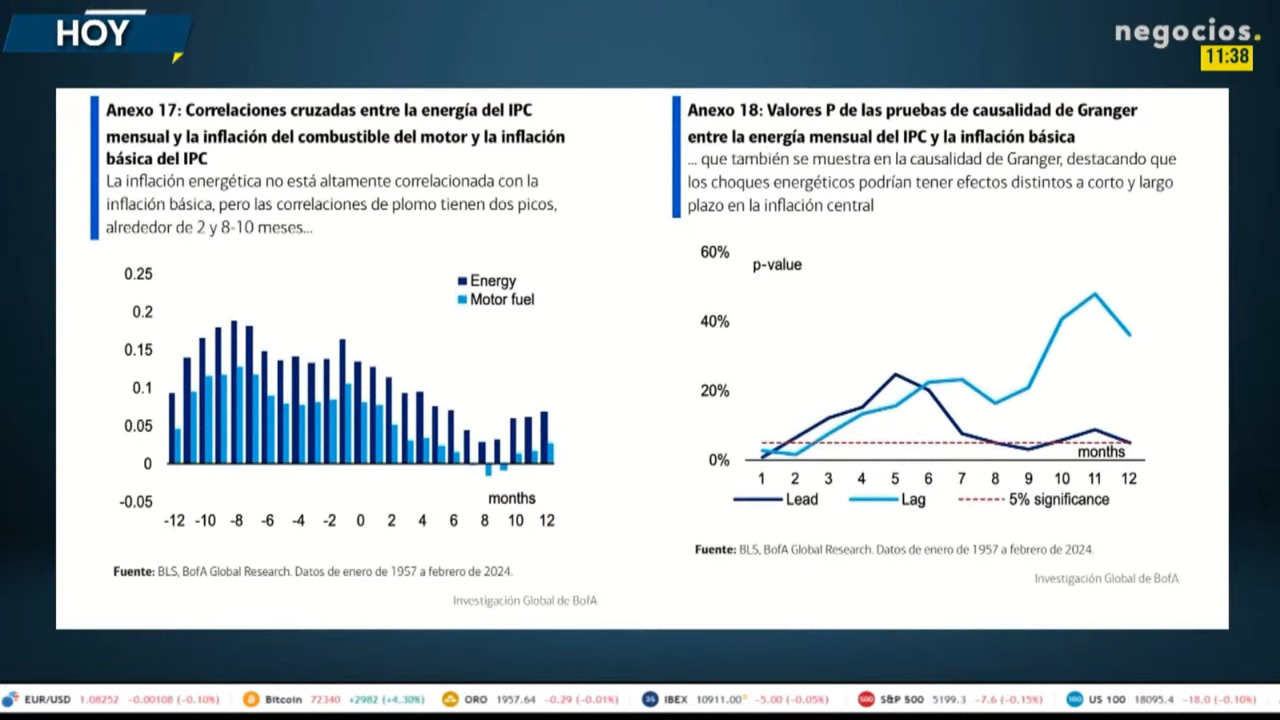 HOY
negocios.
11:38
Anexo 17: Correlaciones cruzadas entre la energía del IPC
mensual y la inflación del combustible del motor y la inflación
básica del IPC
La inflación energética no está altamente correlacionada con la
inflación básica, pero las correlaciones de plomo tienen dos picos,
alrededor de 2 y 8-10 meses...
0.25
0.2
0.15
0.1
0.05
0
-0.05
Energy
Motor fuel
months
-12 -10 -8 -6 -4 -2 0 2 4 6 8 10 12
Fuente: BLS, BofA Global Research. Datos de enero de 1957 a febrero de 2024.
Investigación Global de BofA
Anexo 18: Valores P de las pruebas de causalidad de Granger
entre la energía mensual del IPC y la inflación básica
... que también se muestra en la causalidad de Granger, destacando que
los choques energéticos podrían tener efectos distintos a corto y largo
plazo en la inflación central
60%
p-value
40%
20%
0%
months
1 2 3 4 5 6 7 8 9 10 11 12
Lead Lag 5% significance
Fuente: BLS, BofA Global Research. Datos de enero de 1957 a febrero de 2024.
Investigación Global de BofA
EUR/USD 1.08252 -0.00108 (-0.10%) Bitcoin 72340 +2982 (+4.30%) ORO 1957.64 -0.29 (-0.01%) IBEX 10911.00 -5.00 (-0.05%) 500 S&P 500 5199.3 -7.6 (-0.15%) 100 US 100 18095.4 -18.0 (-0.10%)